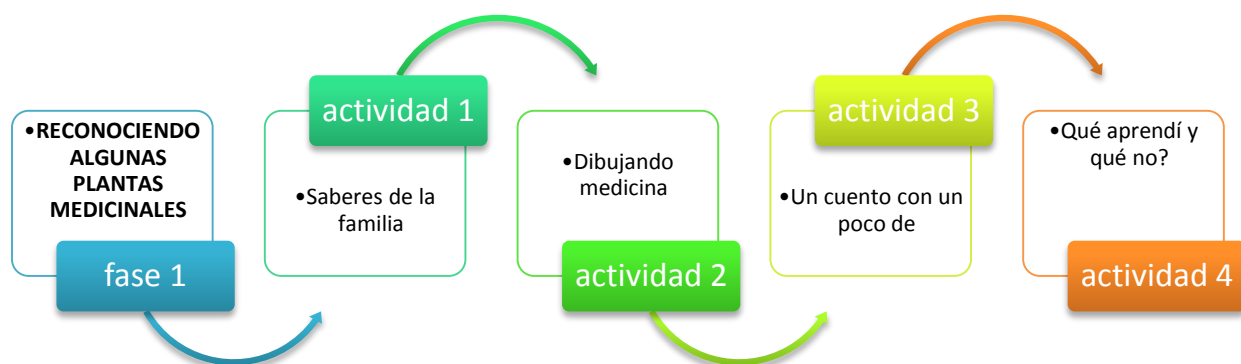 •RECONOCIENDO
ALGUNAS
PLANTAS
MEDICINALES
fase 1
actividad 1
•Saberes de la
familia
•Dibujando
medicina
actividad 2
actividad 3
•Un cuento con un
poco de
•Qué aprendí y
qué no?
actividad 4